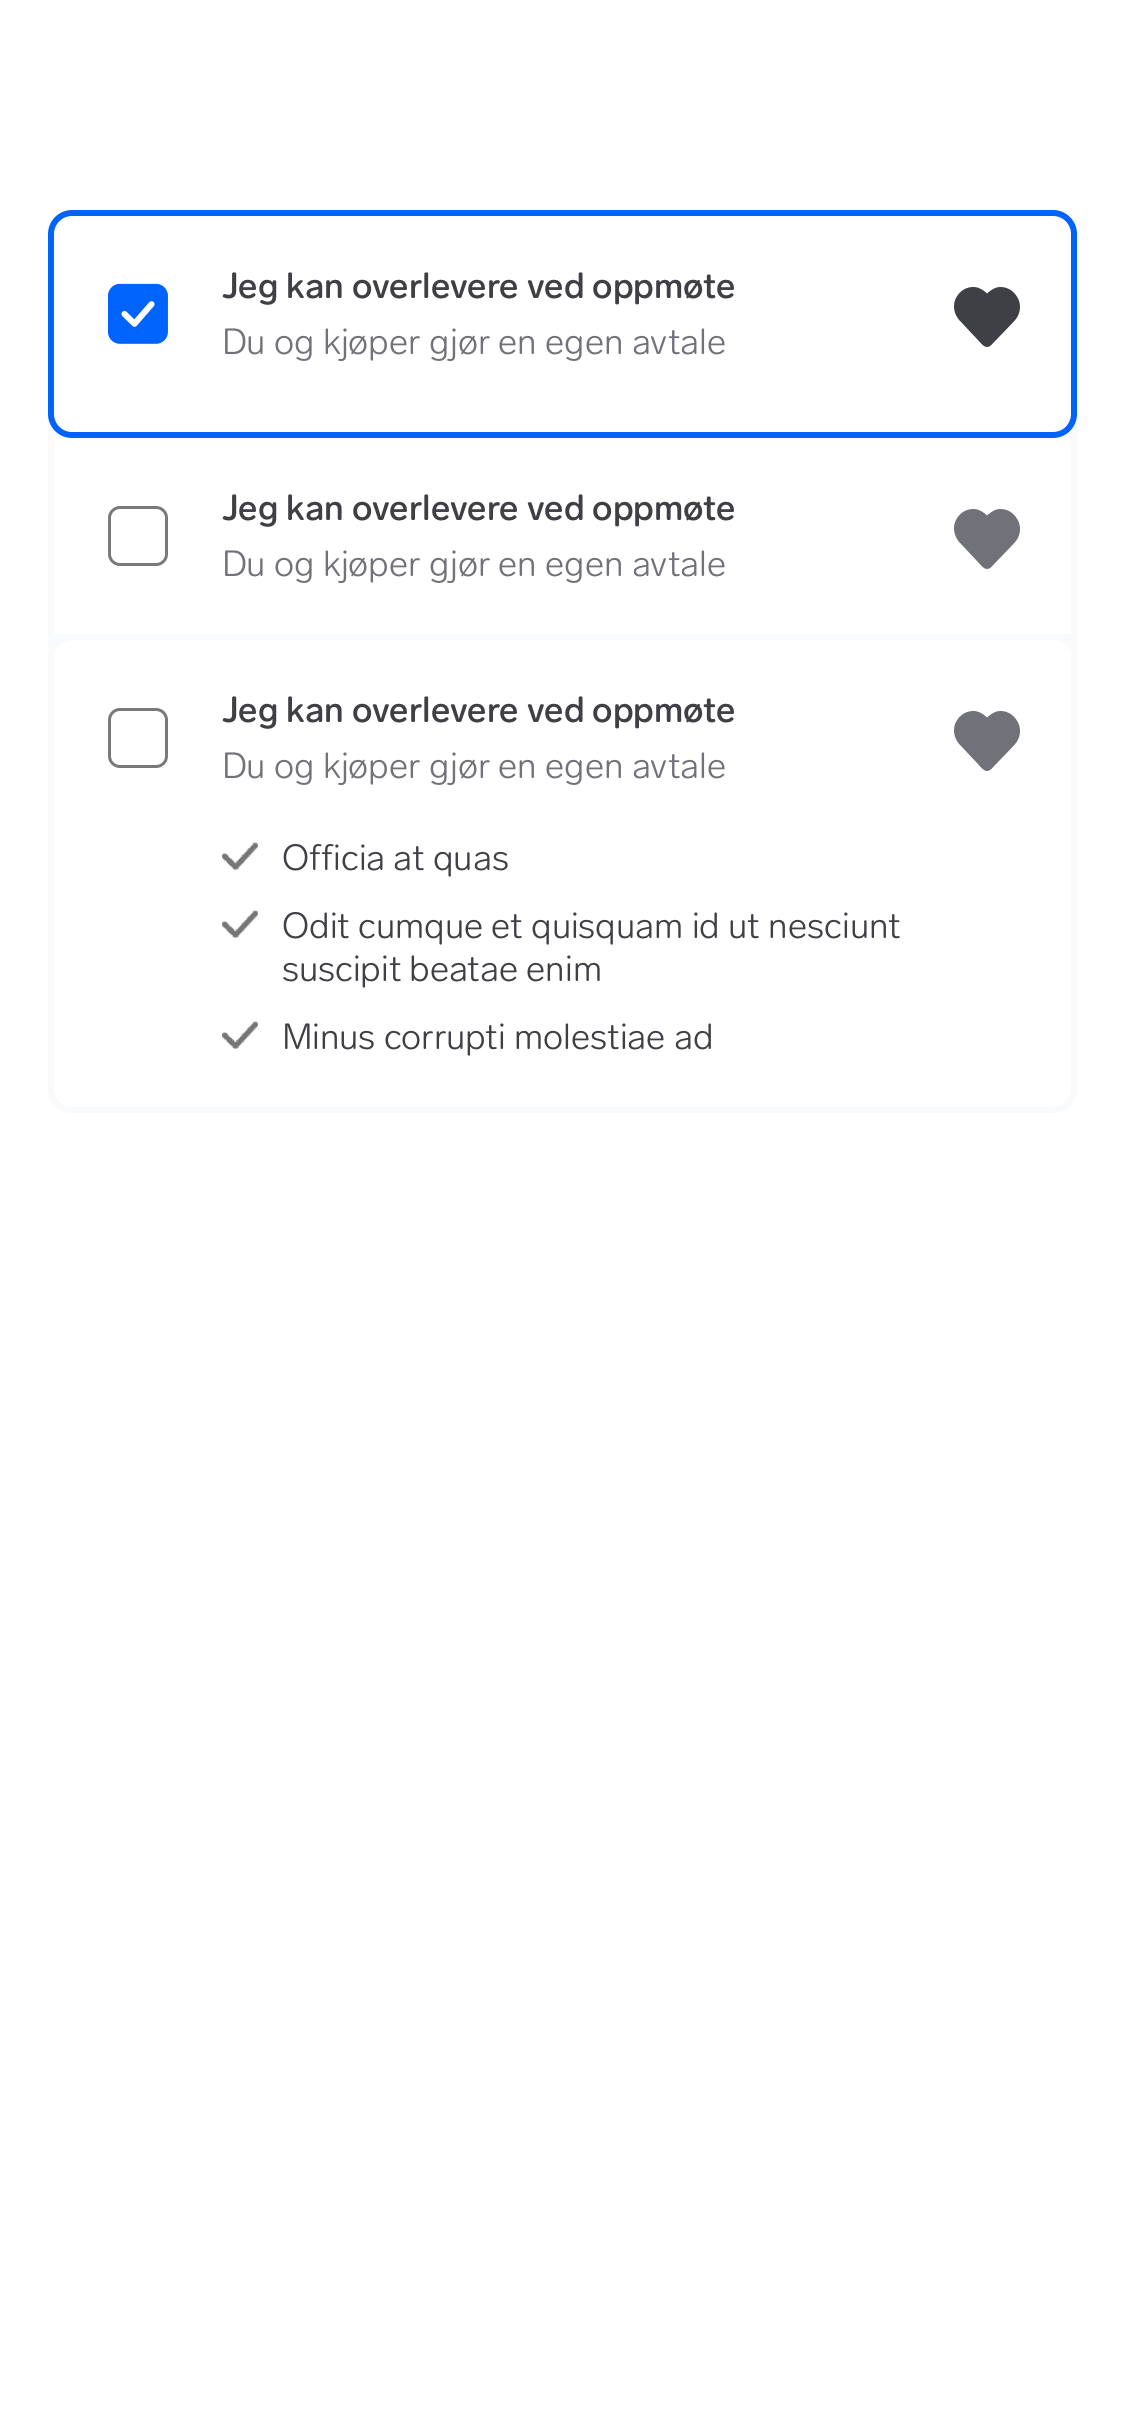 Jeg kan overlevere ved oppmøte
Du og kjøper gjør en egen avtale
Jeg kan overlevere ved oppmøte
Du og kjøper gjør en egen avtale
Jeg kan overlevere ved oppmøte
Du og kjøper gjør en egen avtale
Officia at quas
Odit cumque et quisquam id ut nesciunt
suscipit beatae enim
Minus corrupti molestiae ad